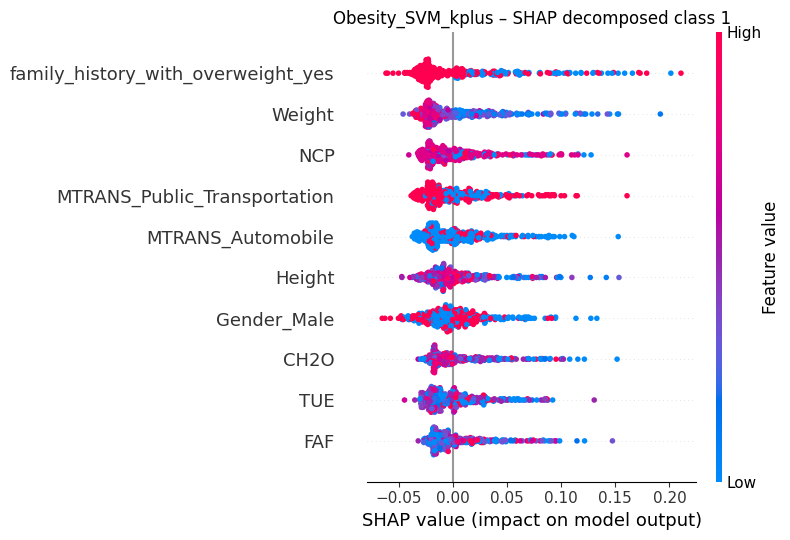 Obesity_SVM_kplus – SHAP decomposed class 1
High
family_history_with_overweight_yes
Weight
NCP
MTRANS_Public_Transportation
MTRANS_Automobile
Height
Gender_Male
CH2O
TUE
FAF
Feature value
Low
−0.05 0.00 0.05 0.10 0.15 0.20
SHAP value (impact on model output)